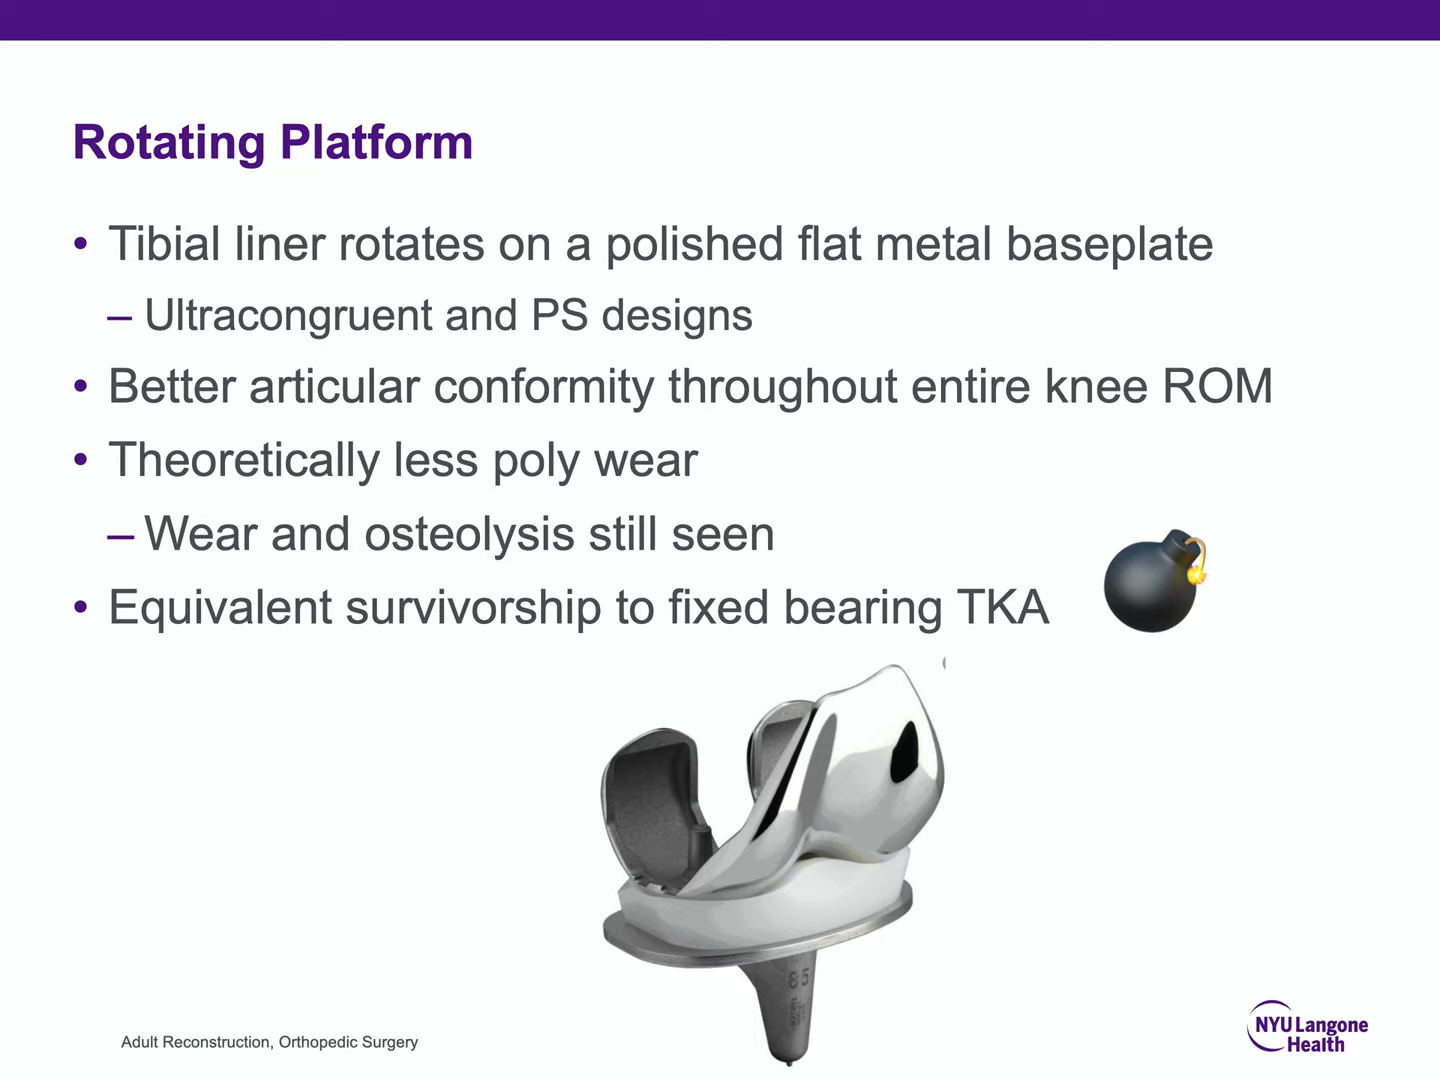 Rotating Platform
• Tibial liner rotates on a polished flat metal baseplate
– Ultracongruent and PS designs
• Better articular conformity throughout entire knee ROM
• Theoretically less poly wear
– Wear and osteolysis still seen
• Equivalent survivorship to fixed bearing TKA
Adult Reconstruction, Orthopedic Surgery
NYU Langone
Health